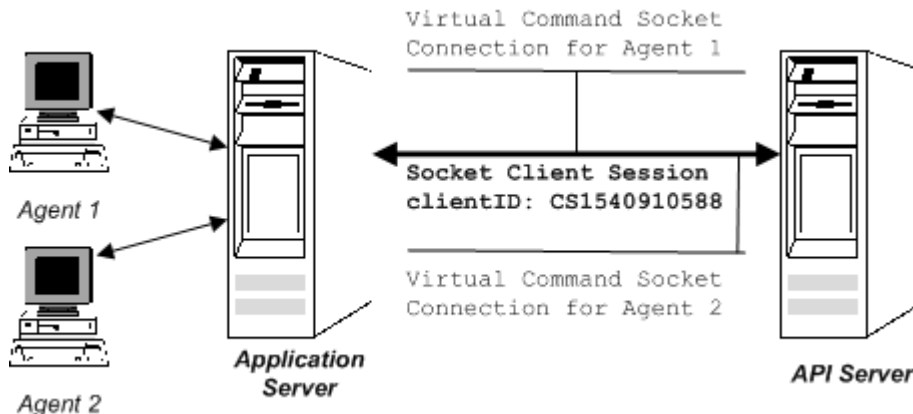 Virtual Command Socket
Connection for Agent 1
Agent 1
Socket Client Session
clientID: CS1540910588
Virtual Command Socket
Connection for Agent 2
Application
Server
API Server
Agent 2